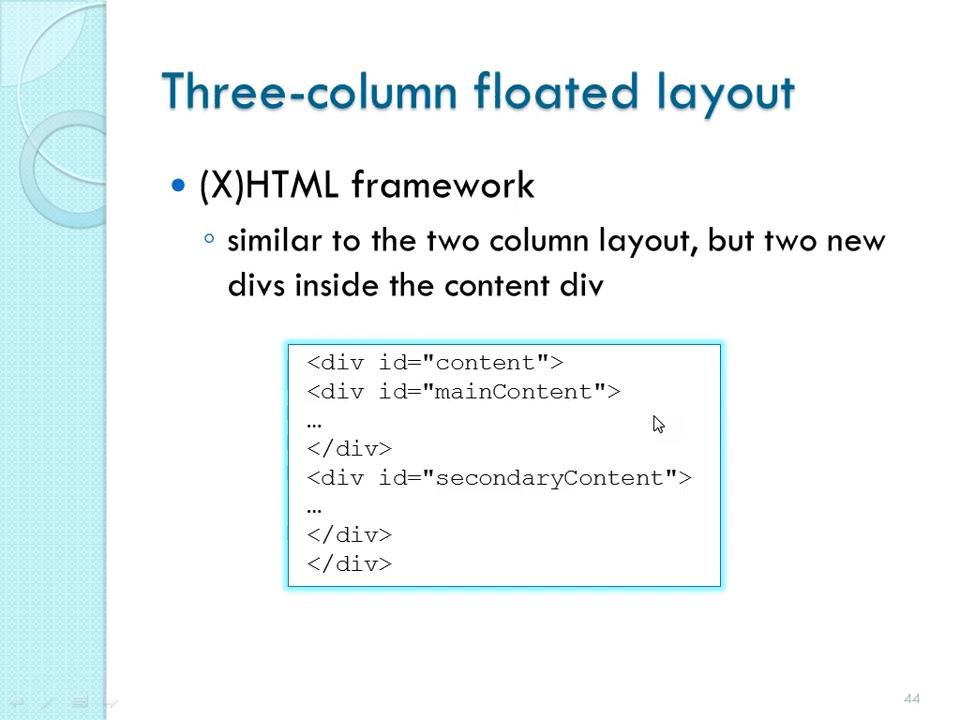 Three-column floated layout
(X)HTML framework
similar to the two column layout, but two new
divs inside the content div
<div id="content">
<div id="mainContent">
…
</div>
<div id="secondaryContent">
…
</div>
</div>
44